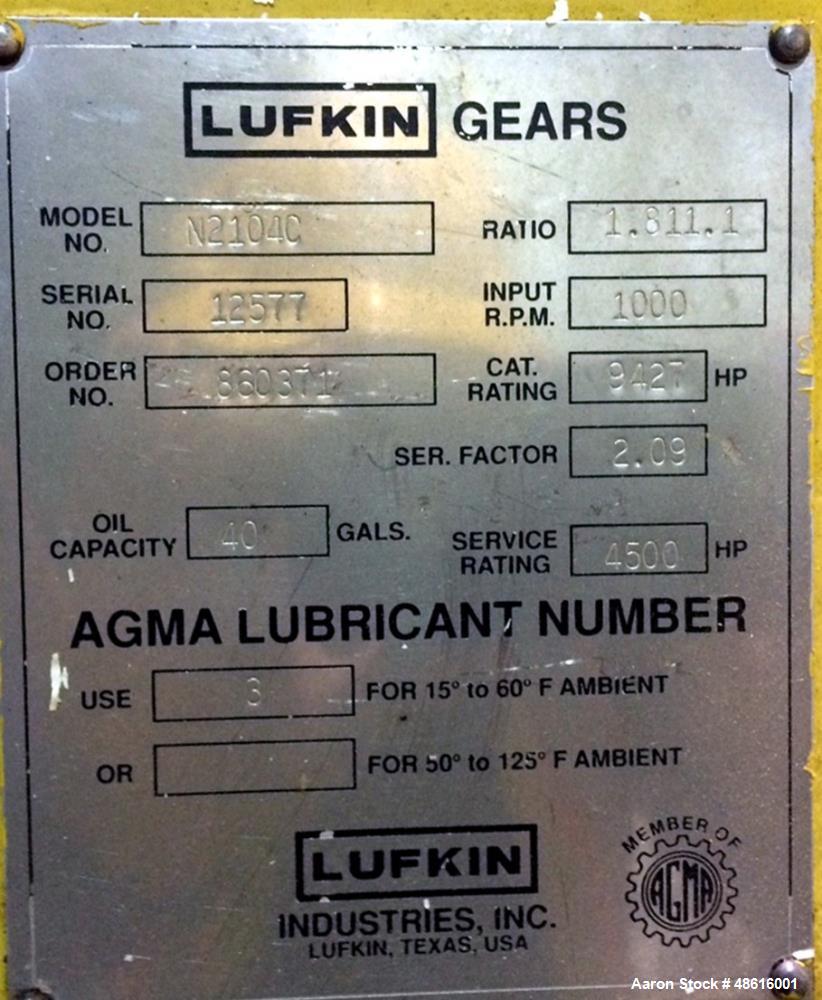 LUFKIN GEARS
MODEL NO. N2104C
RATIO 1.811.1
SERIAL NO. 12577
INPUT R.P.M. 1000
ORDER NO. 860371
CAT. RATING 9427 HP
SER. FACTOR 2.09
OIL CAPACITY 40 GALS.
SERVICE RATING 4500 HP
AGMA LUBRICANT NUMBER
USE 3 FOR 15° to 60° F AMBIENT
OR FOR 50° to 125° F AMBIENT
LUFKIN
INDUSTRIES, INC.
LUFKIN, TEXAS, USA
MEMBER OF
AGMA
Aaron Stock # 48616001